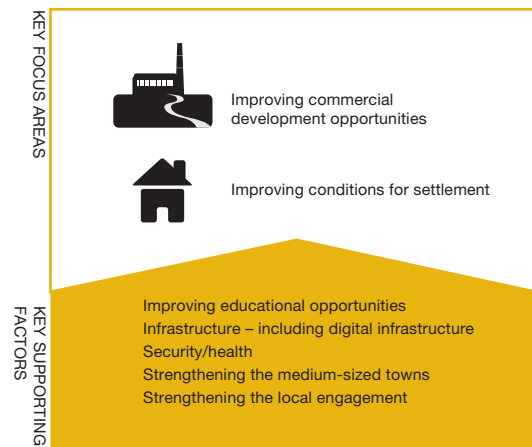 KEY FOCUS AREAS
Improving commercial
development opportunities
Improving conditions for settlement
KEY SUPPORTING
FACTORS
Improving educational opportunities
Infrastructure – including digital infrastructure
Security/health
Strengthening the medium-sized towns
Strengthening the local engagement